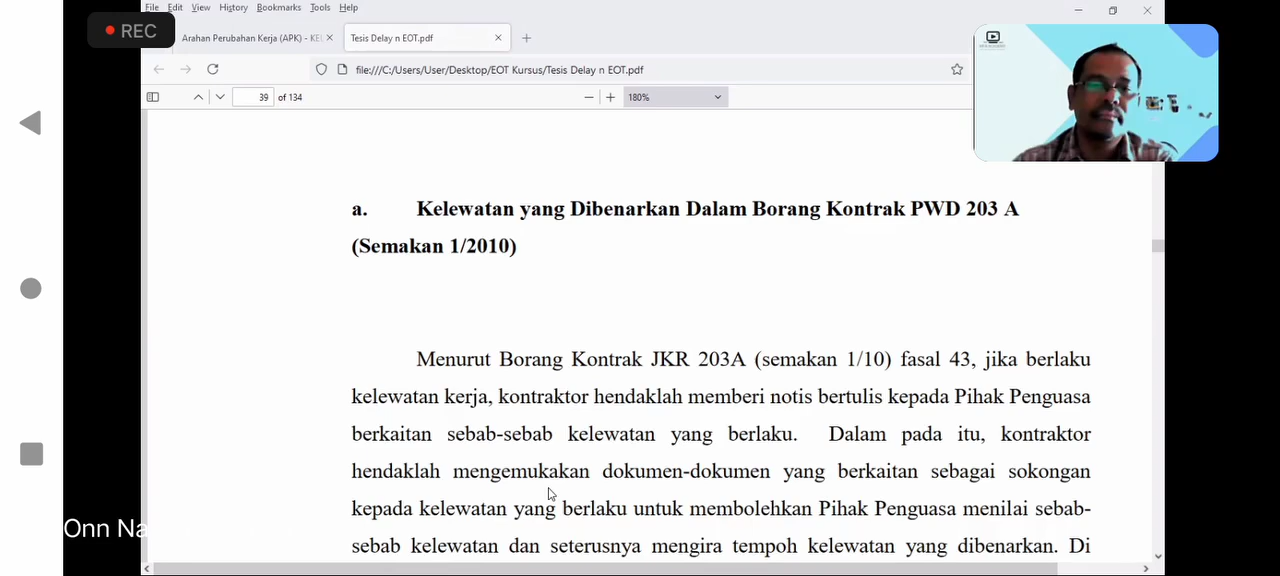 File Edit View History Bookmarks Tools Help
REC
Arahan Perubahan Kerja (APK) - KEU
Tesis Delay n EOT.pdf
file:///C:/Users/User/Desktop/EOT Kursus/Tesis Delay n EOT.pdf
39 of 134
180%
a. Kelewatan yang Dibenarkan Dalam Borang Kontrak PWD 203 A
(Semakan 1/2010)
Menurut Borang Kontrak JKR 203A (semakan 1/10) fasal 43, jika berlaku
kelewatan kerja, kontraktor hendaklah memberi notis bertulis kepada Pihak Penguasa
berkaitan sebab-sebab kelewatan yang berlaku. Dalam pada itu, kontraktor
hendaklah mengemukakan dokumen-dokumen yang berkaitan sebagai sokongan
kepada kelewatan yang berlaku untuk membolehkan Pihak Penguasa menilai sebab-
Onn Na
sebab kelewatan dan seterusnya mengira tempoh kelewatan yang dibenarkan. Di